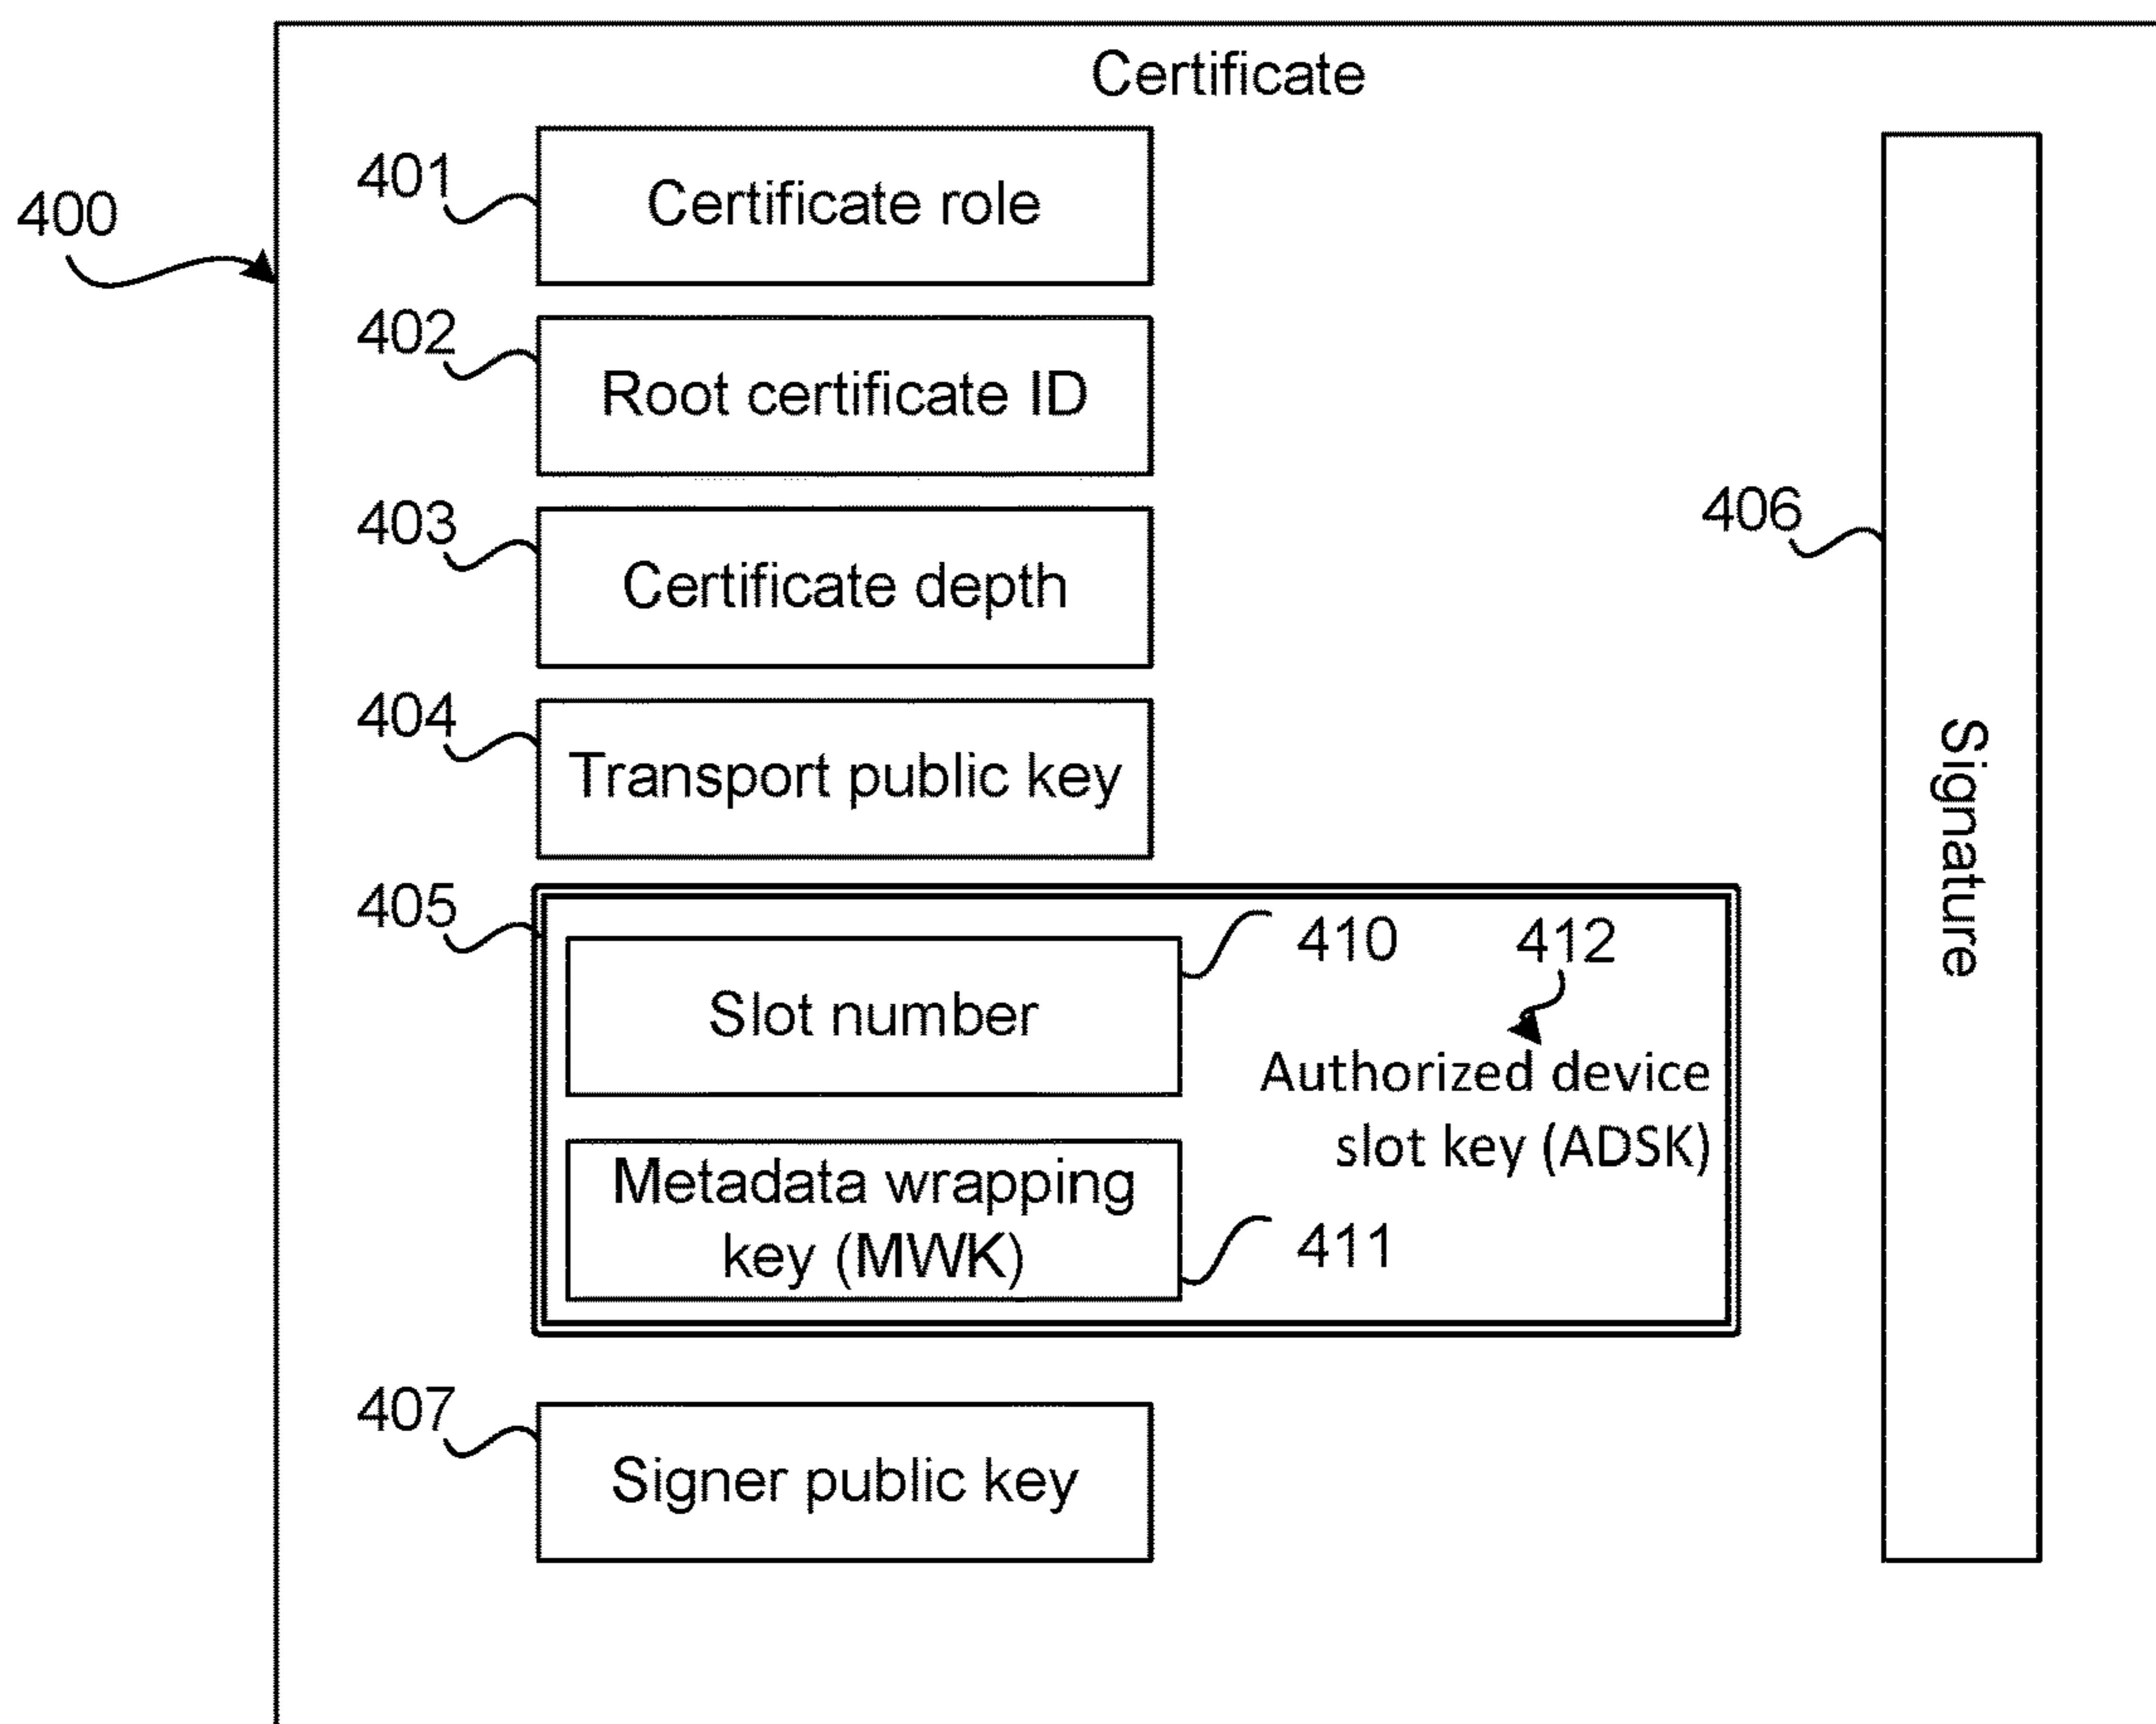 Certificate
400
401
Certificate role
402
Root certificate ID
403
Certificate depth
404
Transport public key
405
Slot number
410
412
Authorized device
slot key (ADSK)
Metadata wrapping
key (MWK)
411
406
Signature
407
Signer public key